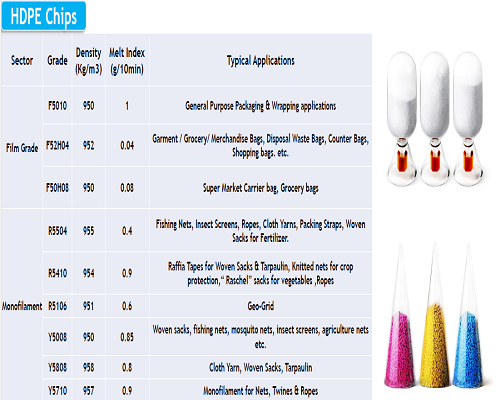 HDPE Chips
Sector Grade Density (Kg/m3) Melt Index (g/10min) Typical Applications
Film Grade
F5010 950 1 General Purpose Packaging & Wrapping applications
F52H04 952 0.04 Garment / Grocery/ Merchandise Bags, Disposal Waste Bags, Counter Bags,
Shopping bags. etc.
F50H08 950 0.08 Super Market Carrier bag, Grocery bags
Monofilament
R5504 955 0.4 Fishing Nets, Insect Screens, Ropes, Cloth Yarns, Packing Straps, Woven
Sacks for Fertilizer.
R5410 954 0.9 Raffia Tapes for Woven Sacks & Tarpaulin, Knitted nets for crop
protection," Raschel" sacks for vegetables ,Ropes
R5106 951 0.6 Geo-Grid
Y5008 950 0.85 Woven sacks, fishing nets, mosquito nets, insect screens, agriculture nets
etc.
Y5808 958 0.8 Cloth Yarn, Woven Sacks, Tarpaulin
Y5710 957 0.9 Monofilament for Nets, Twines & Ropes